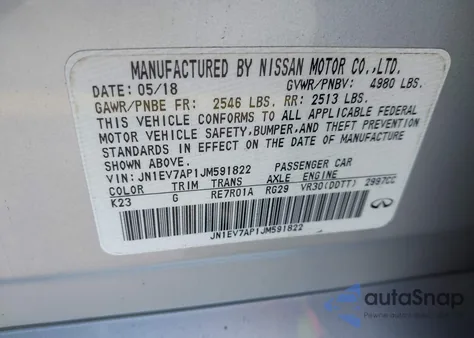 MANUFACTURED BY NISSAN MOTOR CO.,LTD.
DATE: 05/18 GVWR/PNBV: 4980 LBS.
GAWR/PNBE FR: 2546 LBS. RR: 2513 LBS.
THIS VEHICLE CONFORMS TO ALL APPLICABLE FEDERAL
MOTOR VEHICLE SAFETY, BUMPER, AND THEFT PREVENTION
STANDARDS IN EFFECT ON THE DATE OF MANUFACTURE
SHOWN ABOVE.
VIN: JN1EV7AP1JM591822 PASSENGER CAR
COLOR TRIM TRANS AXLE ENGINE
K23 G RE7R01A RG29 VR30(DDTT) 2997CC
JN1EV7AP1JM591822
autoSnap